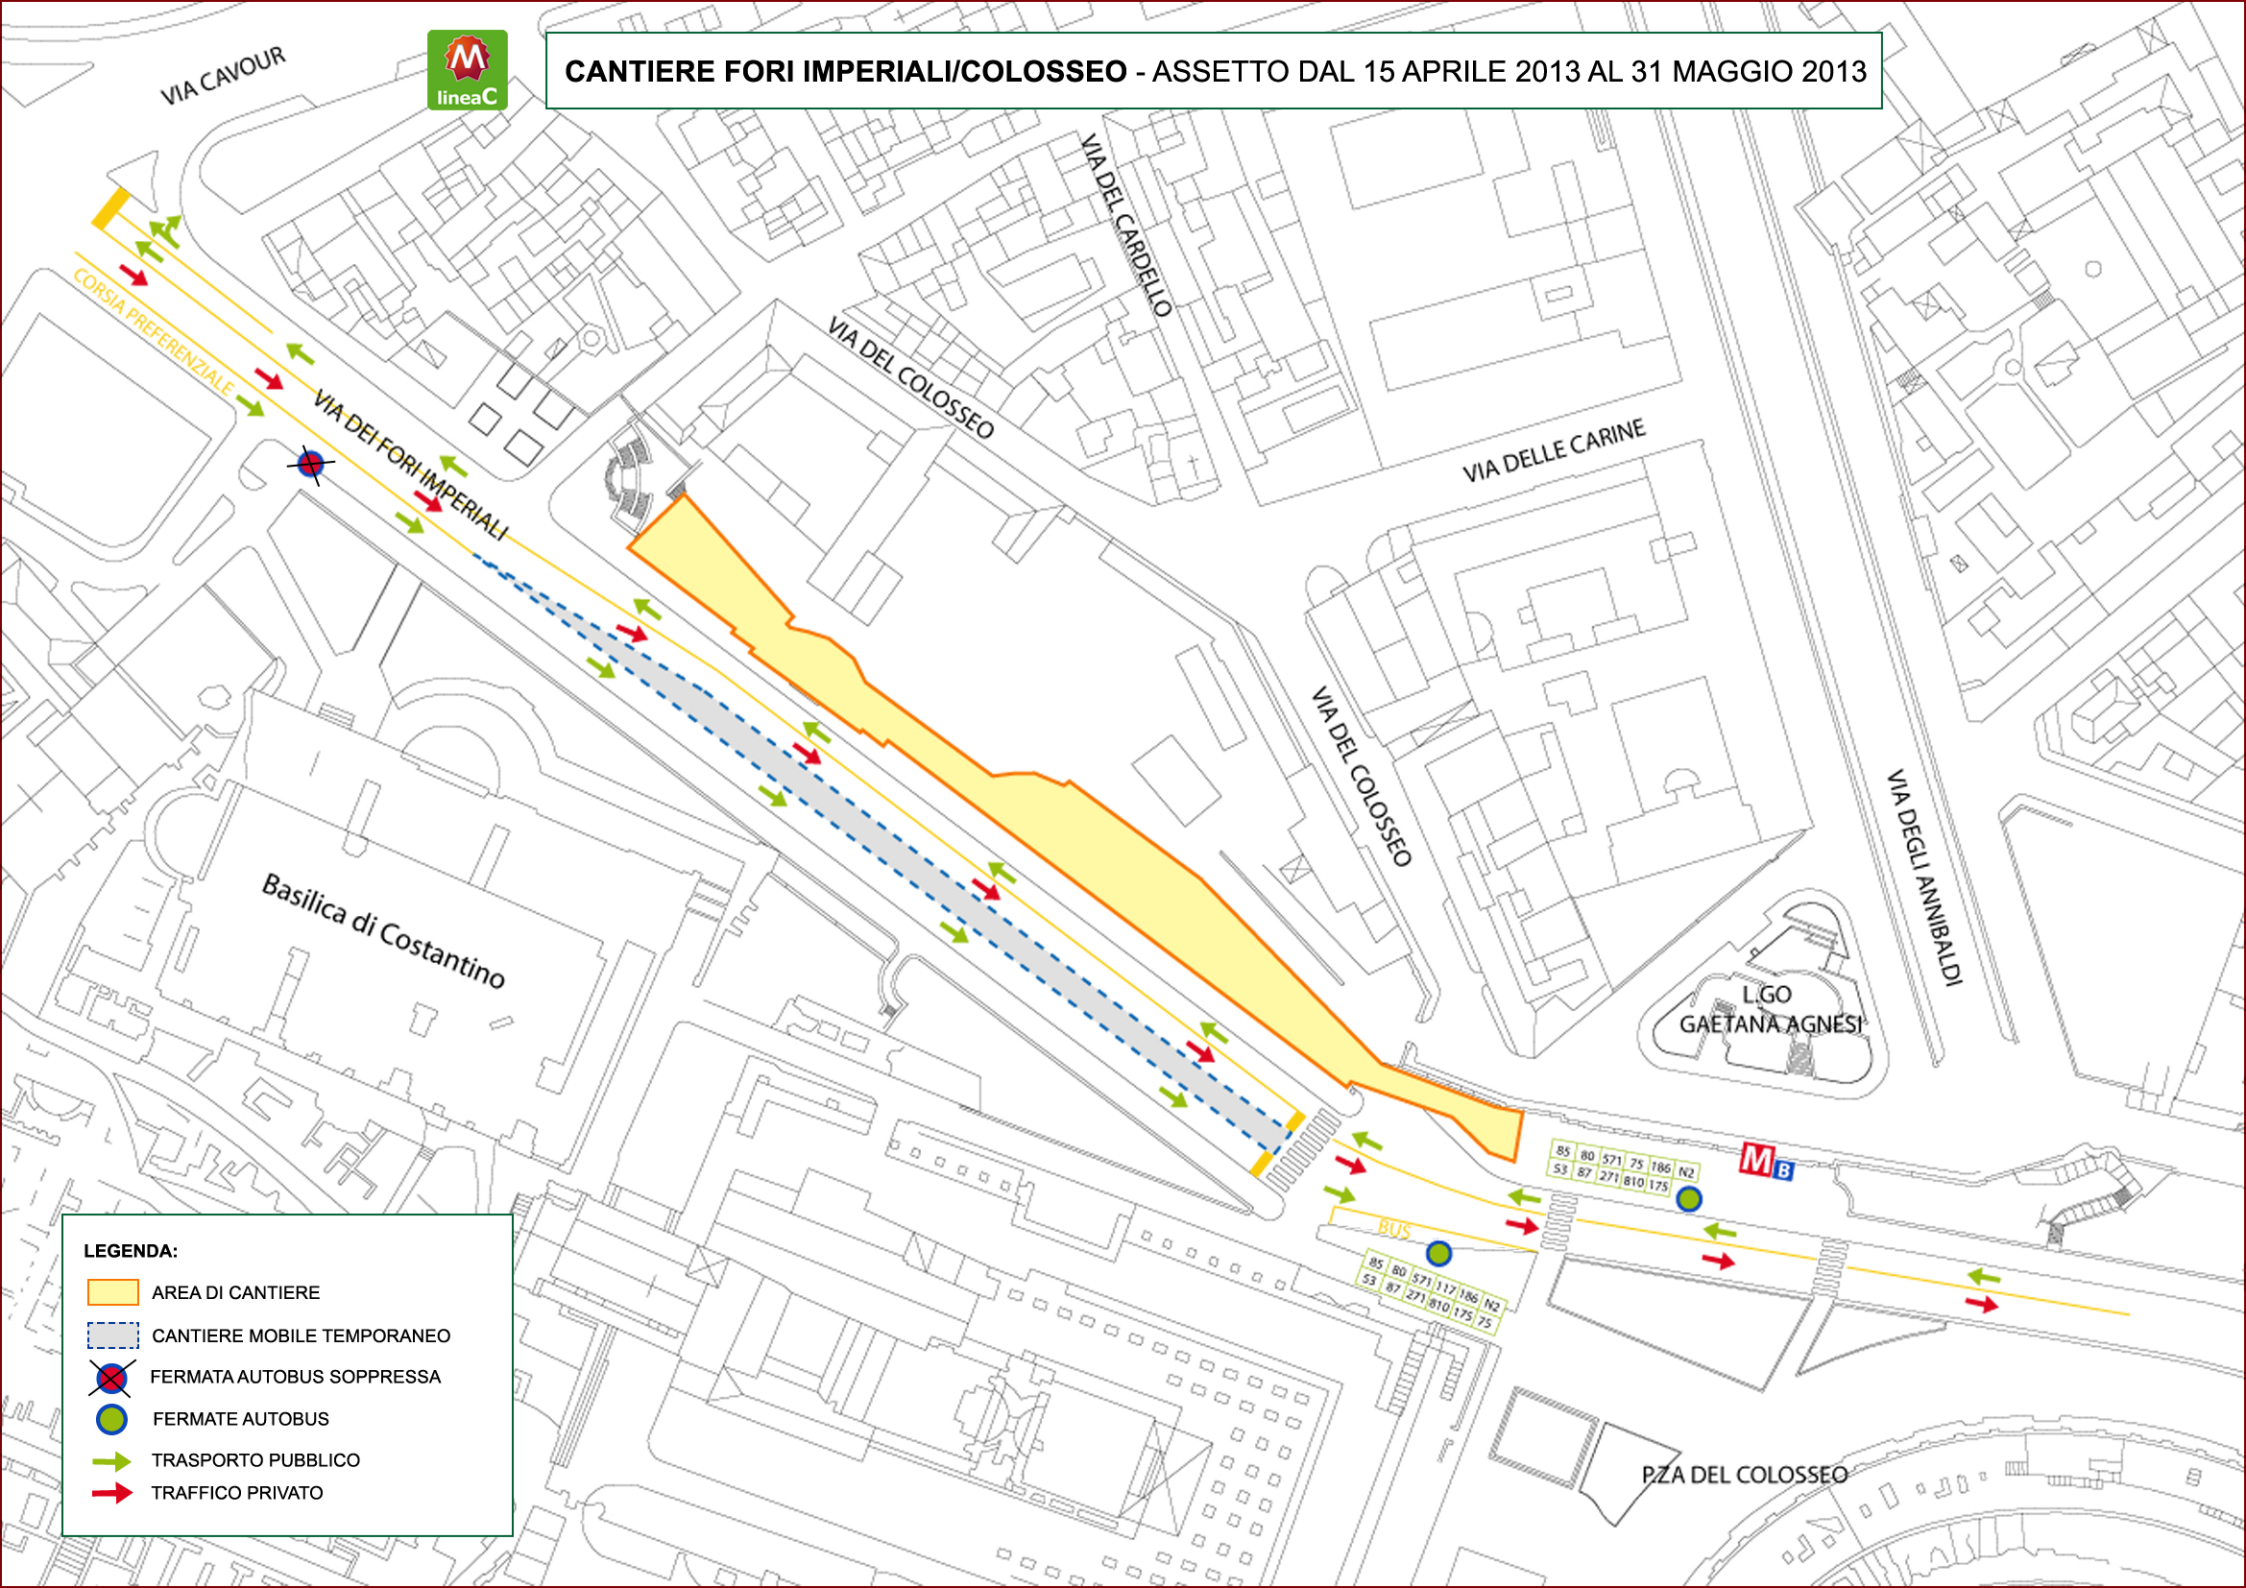 VIA CAVOUR
M
lineaC
CANTIERE FORI IMPERIALI/COLOSSEO - ASSETTO DAL 15 APRILE 2013 AL 31 MAGGIO 2013
VIA DEL CARDELLO
CORSIA PREFERENZIALE
VIA DEI FORI IMPERIALI
VIA DEL COLOSSEO
VIA DELLE CARINE
VIA DEL COLOSSEO
VIA DEGLI ANNIBALDI
Basilica di Costantino
L.GO
GAETANA AGNESI
85 80 571 75 186 N2
53 87 271 810 175
M B
BUS
85 80 571 117 186 N2
53 87 271 810 175 75
P.ZA DEL COLOSSEO
LEGENDA:
AREA DI CANTIERE
CANTIERE MOBILE TEMPORANEO
FERMATA AUTOBUS SOPPRESSA
FERMATE AUTOBUS
TRASPORTO PUBBLICO
TRAFFICO PRIVATO